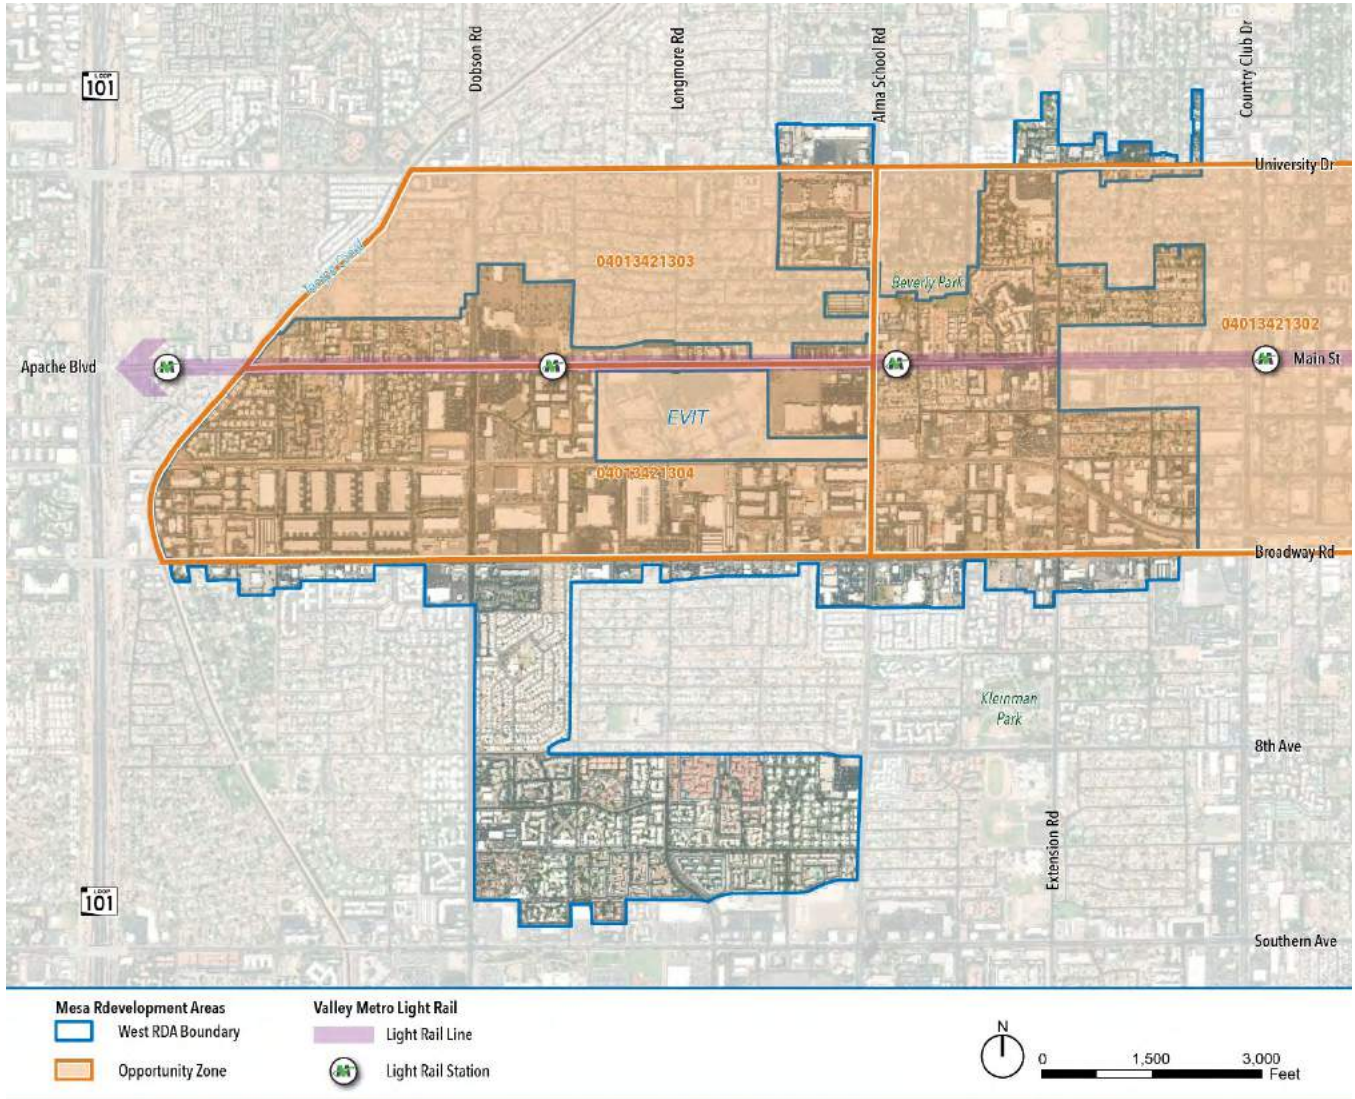 Dobson Rd
Longmore Rd
Alma School Rd
Country Club Dr
LOOP
101
University Dr
Tempe Canal
04013421303
Beverly Park
04013421302
Apache Blvd
M
M
M
M
Main St
EVIT
04013421304
Broadway Rd
Kleinman
Park
8th Ave
Extension Rd
LOOP
101
Southern Ave
Mesa Rdevelopment Areas
West RDA Boundary
Opportunity Zone
Valley Metro Light Rail
Light Rail Line
M
Light Rail Station
N
0 1,500 3,000
Feet